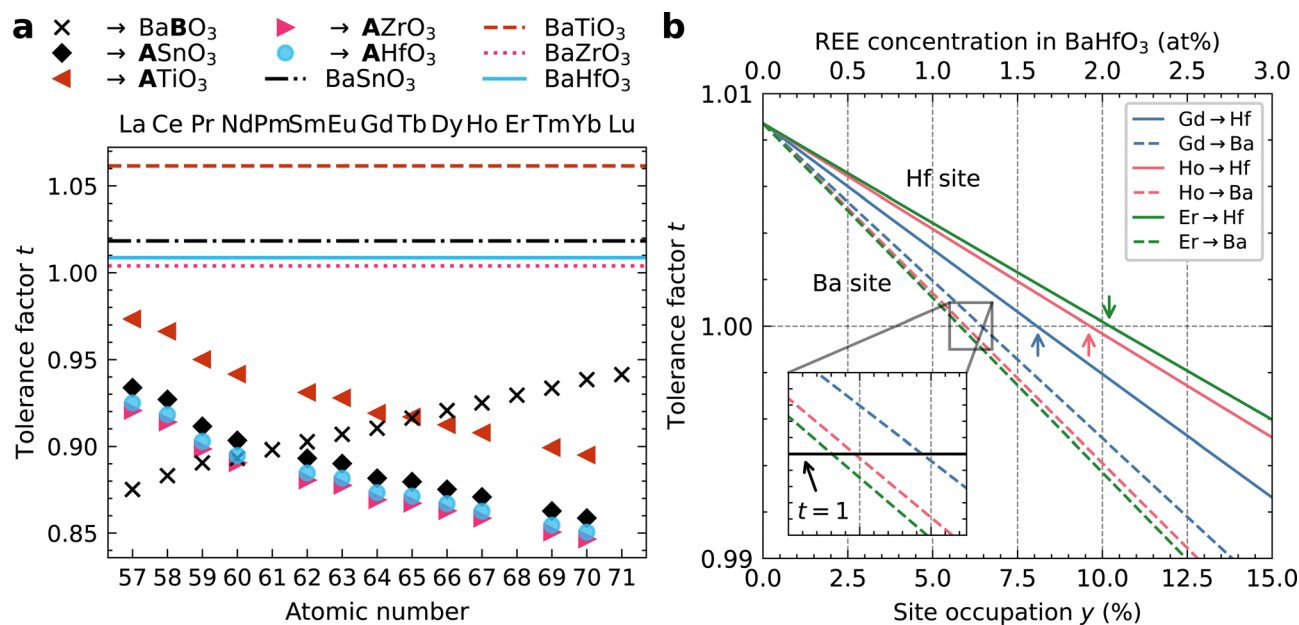 a
→ BaBO₃
→ ASnO₃
→ ATiO₃
→ AZrO₃
→ AHfO₃
BaSnO₃
BaTiO₃
BaZrO₃
BaHfO₃
La Ce Pr Nd Pm Sm Eu Gd Tb Dy Ho Er Tm Yb Lu
Tolerance factor t
1.05
1.00
0.95
0.90
0.85
57 58 59 60 61 62 63 64 65 66 67 68 69 70 71
Atomic number
b
REE concentration in BaHfO₃ (at%)
0.0 0.5 1.0 1.5 2.0 2.5 3.0
Tolerance factor t
1.01
1.00
0.99
Gd → Hf
Gd → Ba
Ho → Hf
Ho → Ba
Er → Hf
Er → Ba
Hf site
Ba site
t = 1
0.0 2.5 5.0 7.5 10.0 12.5 15.0
Site occupation y (%)